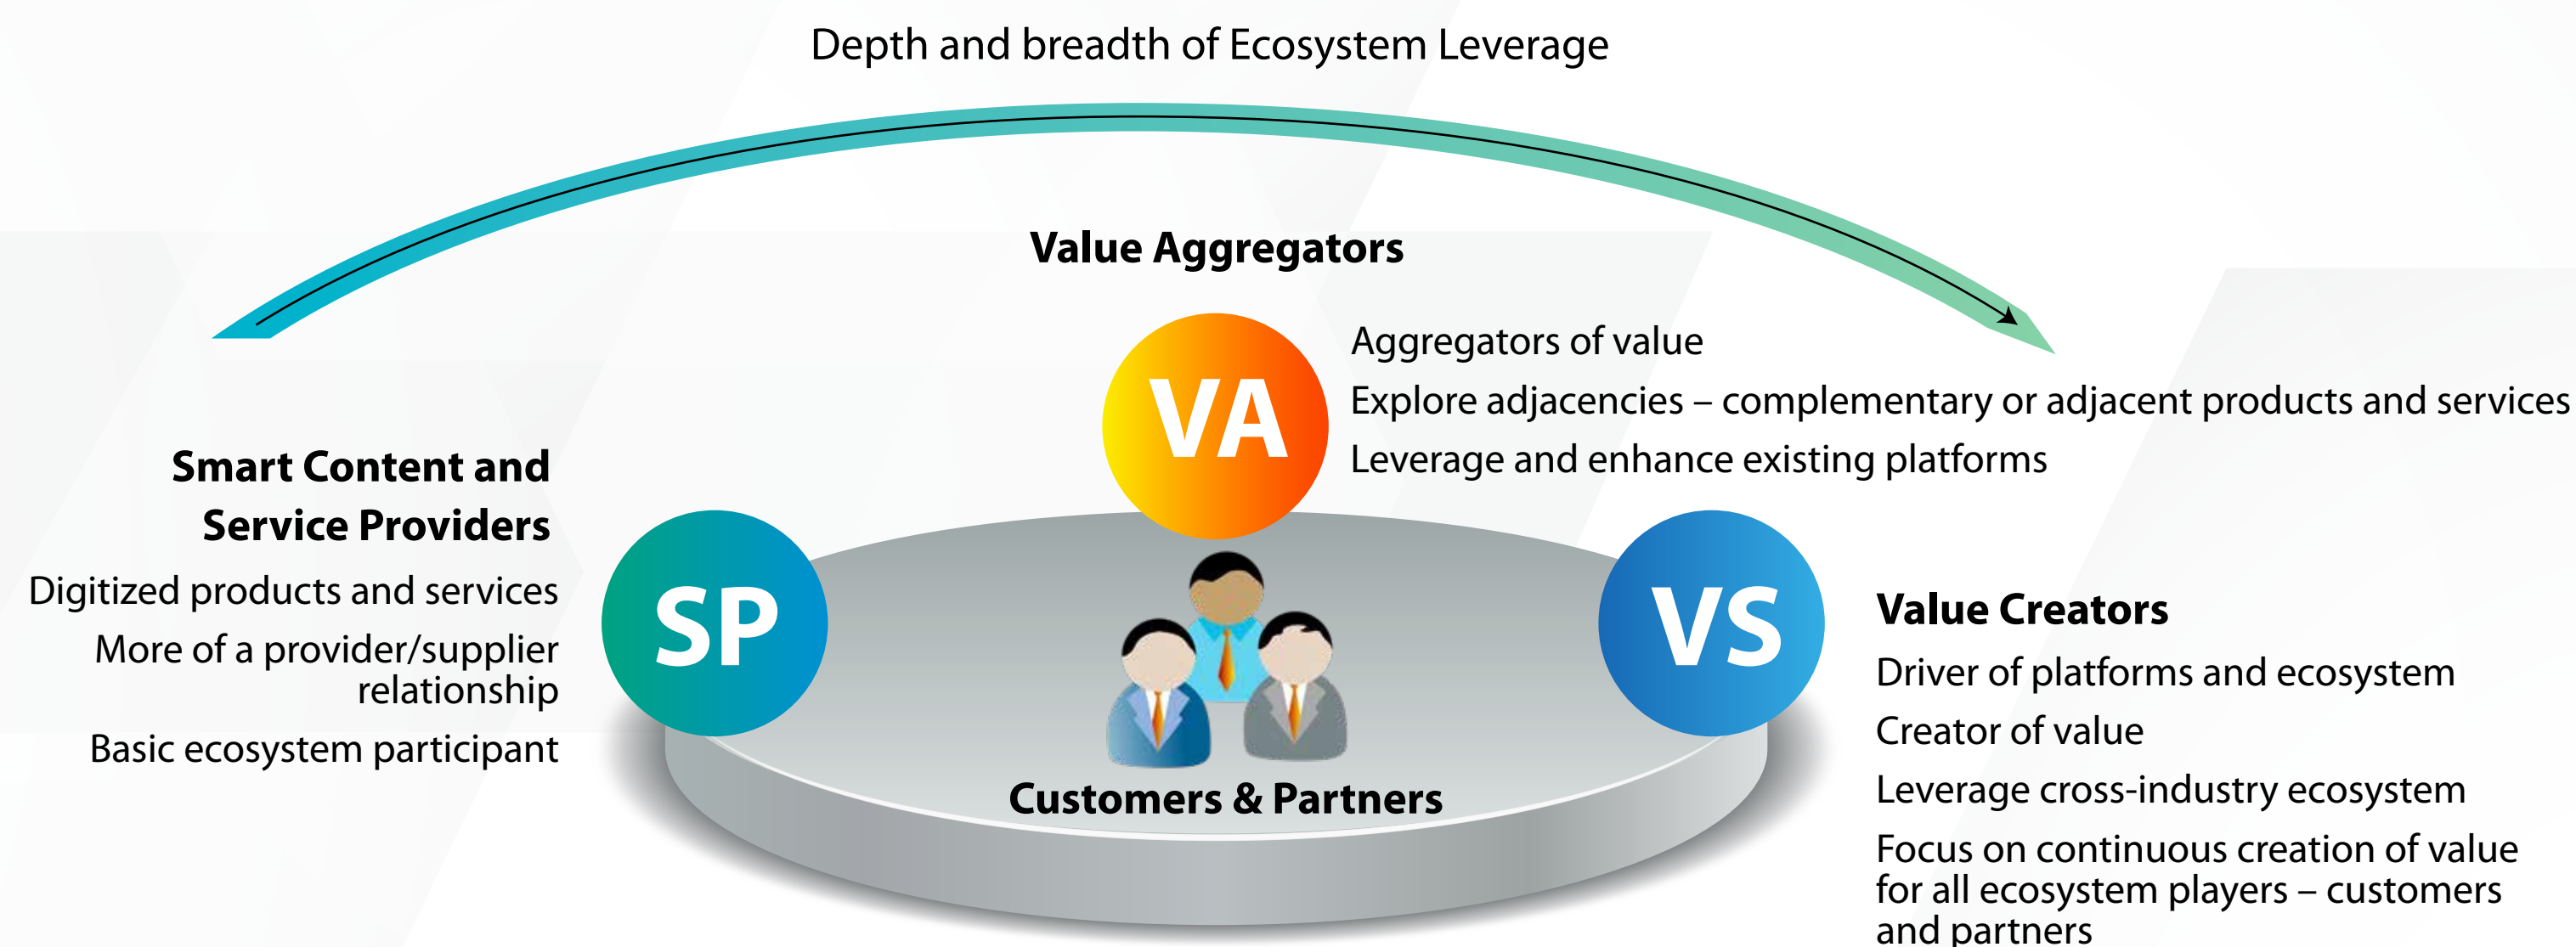 Depth and breadth of Ecosystem Leverage
Value Aggregators
VA
Aggregators of value
Explore adjacencies – complementary or adjacent products and services
Leverage and enhance existing platforms
Smart Content and
Service Providers
Digitized products and services
More of a provider/supplier
relationship
Basic ecosystem participant
SP
Customers & Partners
VS
Value Creators
Driver of platforms and ecosystem
Creator of value
Leverage cross-industry ecosystem
Focus on continuous creation of value
for all ecosystem players – customers
and partners